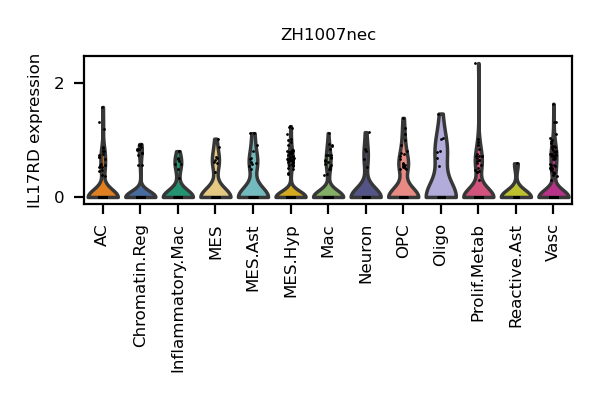 ZH1007nec
IL17RD expression
2
0
AC
Chromatin.Reg
Inflammatory.Mac
MES
MES.Ast
MES.Hyp
Mac
Neuron
OPC
Oligo
Prolif.Metab
Reactive.Ast
Vasc